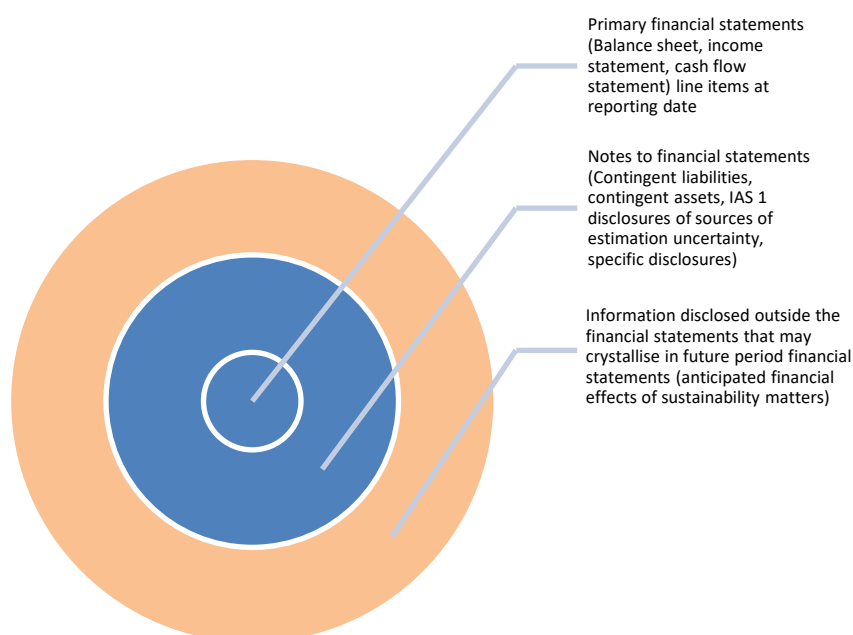 Primary financial statements
(Balance sheet, income
statement, cash flow
statement) line items at
reporting date
Notes to financial statements
(Contingent liabilities,
contingent assets, IAS 1
disclosures of sources of
estimation uncertainty,
specific disclosures)
Information disclosed outside the
financial statements that may
crystallise in future period financial
statements (anticipated financial
effects of sustainability matters)